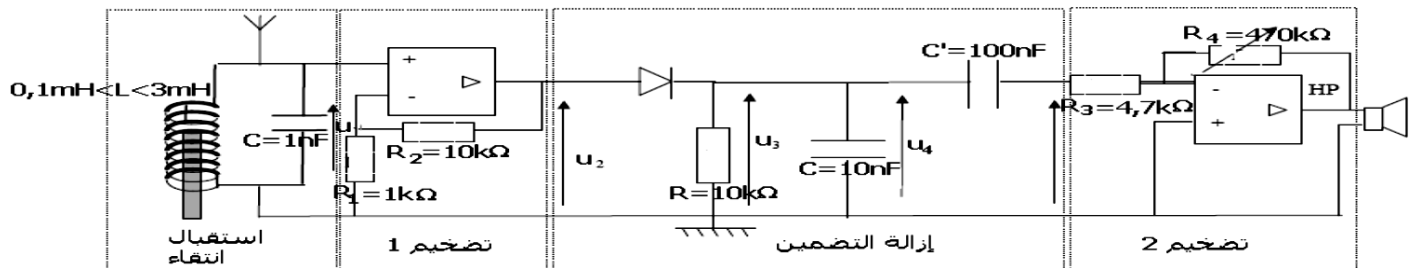 0,1mH<L<3mH
C=1nF
u
R1=1kΩ
R2=10kΩ
+
-
u2
R=10kΩ
u3
C=10nF
u4
C'=100nF
R3=4,7kΩ
R4=470kΩ
-
+
HP
استقبال
انتقاء
تضخيم 1
إزالة التضمين
تضخيم 2